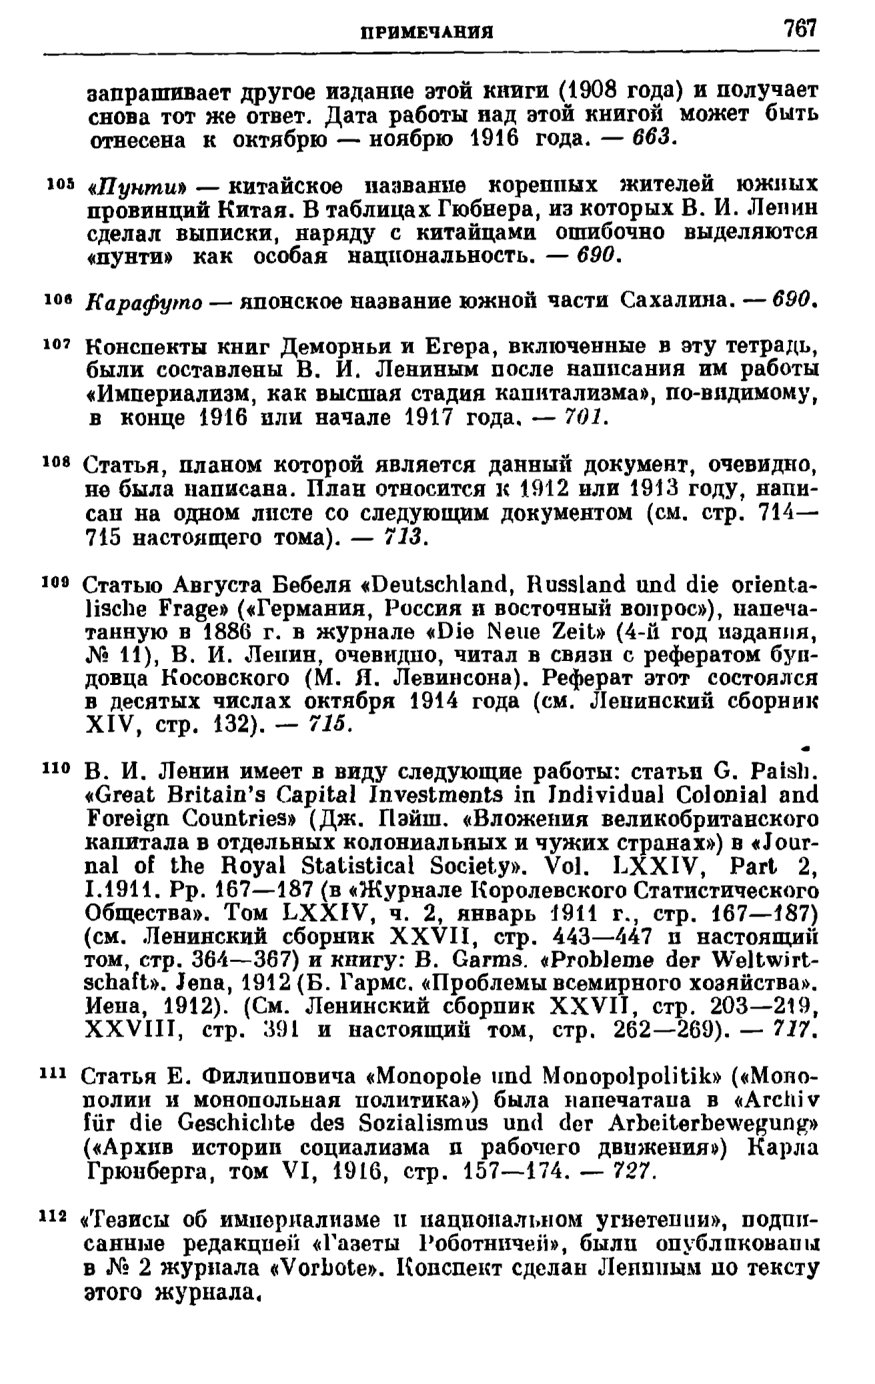 ПРИМЕЧАНИЯ 767
запрашивает другое издание этой книги (1908 года) и получает
снова тот же ответ. Дата работы над этой книгой может быть
отнесена к октябрю — ноябрю 1916 года. — 663.
105 «Пунти» — китайское название коренных жителей южных
провинций Китая. В таблицах Гюбнера, из которых В. И. Ленин
сделал выписки, наряду с китайцами ошибочно выделяются
«пунти» как особая национальность. — 690.
106 Карафуто — японское название южной части Сахалина. — 690.
107 Конспекты книг Деморньи и Егера, включенные в эту тетрадь,
были составлены В. И. Лениным после написания им работы
«Империализм, как высшая стадия капитализма», по-видимому,
в конце 1916 или начале 1917 года. — 701.
108 Статья, планом которой является данный документ, очевидно,
не была написана. План относится к 1912 или 1913 году, напи-
сан на одном листе со следующим документом (см. стр. 714—
715 настоящего тома). — 713.
109 Статью Августа Бебеля «Deutschland, Russland und die orienta-
lische Frage» («Германия, Россия и восточный вопрос»), напеча-
танную в 1886 г. в журнале «Die Neue Zeit» (4-й год издания,
№ 11), В. И. Ленин, очевидно, читал в связи с рефератом бун-
довца Косовского (М. Я. Левинсона). Реферат этот состоялся
в десятых числах октября 1914 года (см. Ленинский сборник
XIV, стр. 132). — 715.
110 В. И. Ленин имеет в виду следующие работы: статьи G. Paish.
«Great Britain's Capital Investments in Individual Colonial and
Foreign Countries» (Дж. Пэйш. «Вложения великобританского
капитала в отдельных колониальных и чужих странах») в «Jour-
nal of the Royal Statistical Society». Vol. LXXIV, Part 2,
I.1911. Pp. 167—187 (в «Журнале Королевского Статистического
Общества». Том LXXIV, ч. 2, январь 1911 г., стр. 167—187)
(см. Ленинский сборник XXVII, стр. 443—447 и настоящий
том, стр. 364—367) и книгу: B. Garms. «Probleme der Weltwirt-
schaft». Jena, 1912 (Б. Гармс. «Проблемы всемирного хозяйства».
Иена, 1912). (См. Ленинский сборник XXVII, стр. 203—219,
XXVIII, стр. 391 и настоящий том, стр. 262—269). — 717.
111 Статья Е. Филипповича «Monopole und Monopolpolitik» («Моно-
полии и монопольная политика») была напечатана в «Archiv
für die Geschichte des Sozialismus und der Arbeiterbewegung»
(«Архив истории социализма и рабочего движения») Карла
Грюнберга, том VI, 1916, стр. 157—174. — 727.
112 «Тезисы об империализме и национальном угнетении», подпи-
санные редакцией «Газеты Роботничей», были опубликованы
в № 2 журнала «Vorbote». Конспект сделан Лениным по тексту
этого журнала.